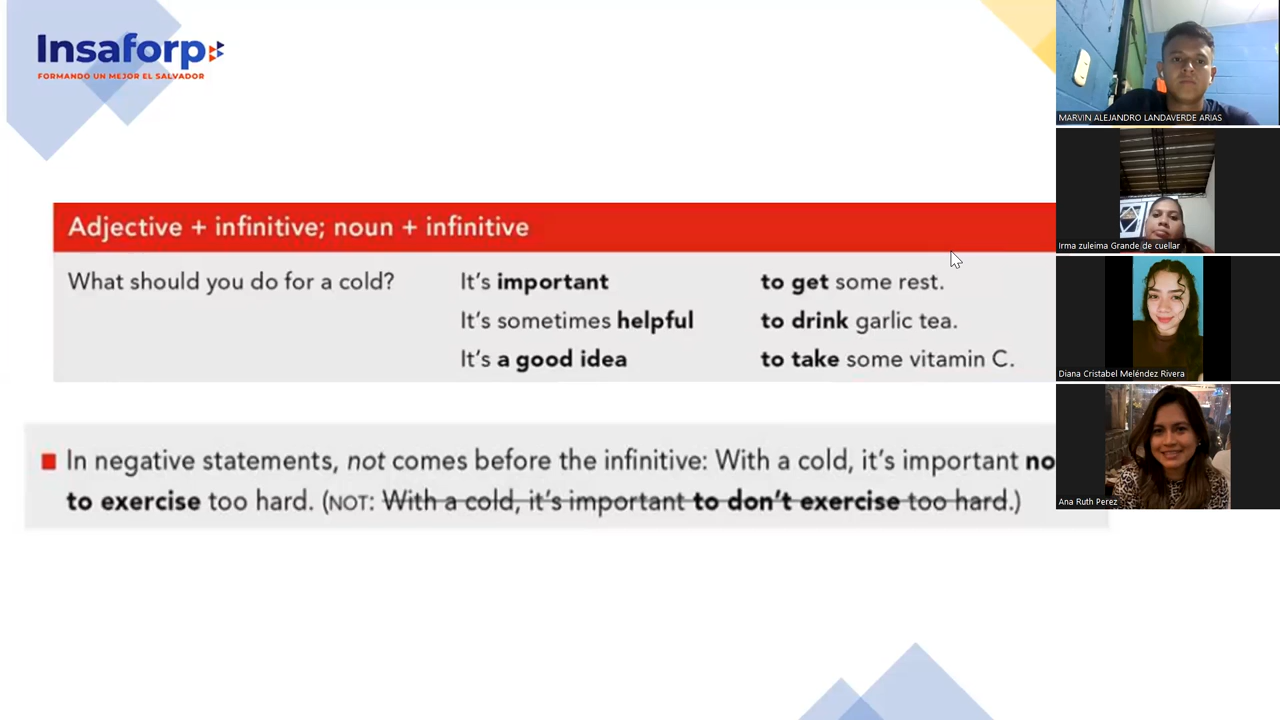 Insaforp
FORMANDO UN MEJOR EL SALVADOR
Adjective + infinitive; noun + infinitive
What should you do for a cold? It's important to get some rest.
It's sometimes helpful to drink garlic tea.
It's a good idea to take some vitamin C.
In negative statements, not comes before the infinitive: With a cold, it's important no
to exercise too hard. (NOT: With a cold, it's important to don't exercise too hard.)
MARVIN ALEJANDRO LANDAVERDE ARIAS
Irma zuleima Grande de cuellar
Diana Cristabel Meléndez Rivera
Ana Ruth Perez